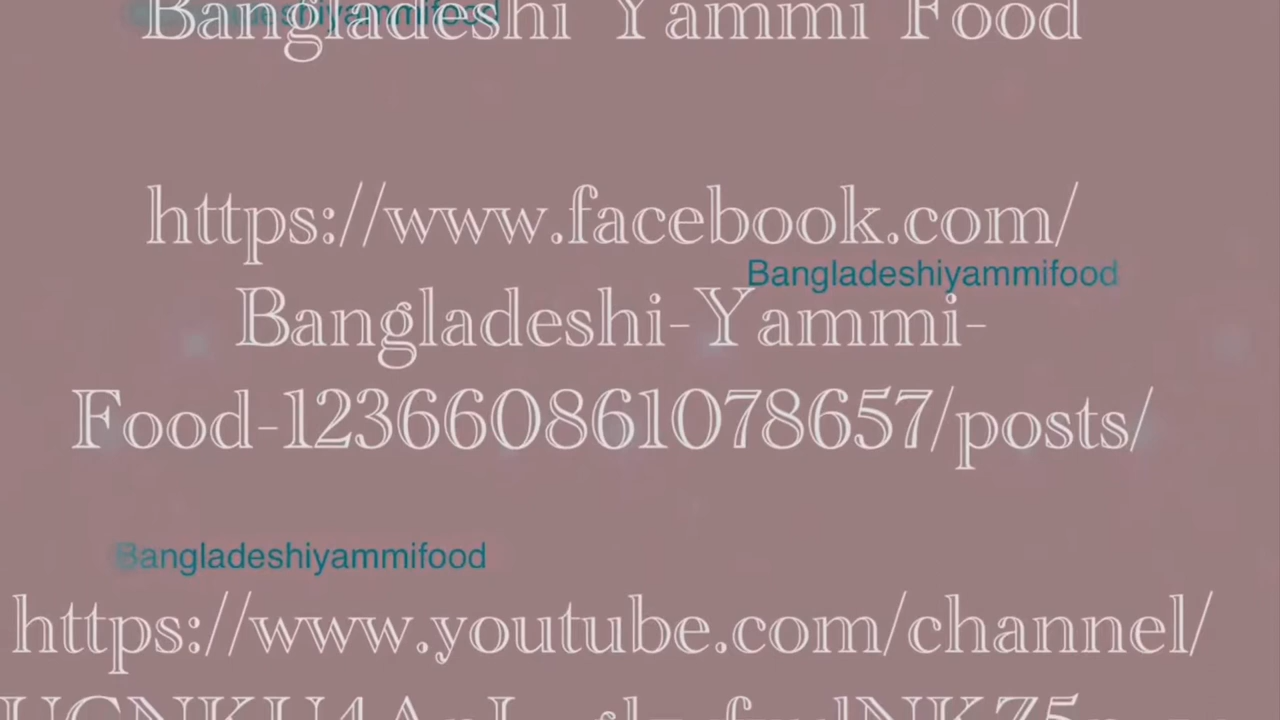 Bangladeshi Yammi Food
https://www.facebook.com/
Bangladeshiyammifood
Bangladeshi-Yammi-
Food-123660861078657/posts/
Bangladeshiyammifood
https://www.youtube.com/channel/